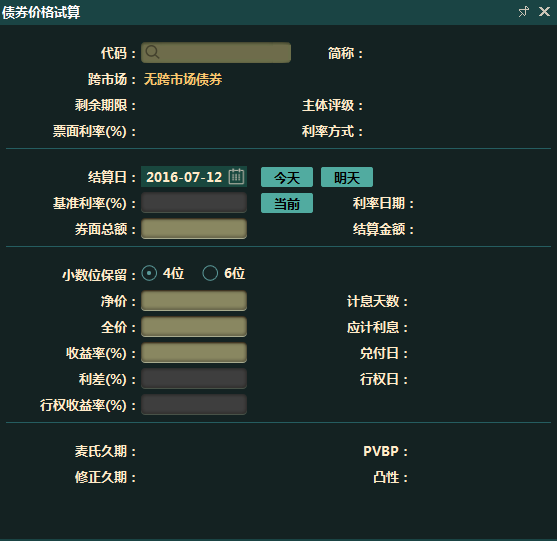 债券价格试算
代码： 简称：
跨市场： 无跨市场债券
剩余期限： 主体评级：
票面利率(%)： 利率方式：
结算日： 2016-07-12 今天 明天
基准利率(%)： 当前 利率日期：
券面总额： 结算金额：
小数位保留： 4位 6位
净价： 计息天数：
全价： 应计利息：
收益率(%)： 兑付日：
利差(%)： 行权日：
行权收益率(%)：
麦氏久期： PVBP：
修正久期： 凸性：